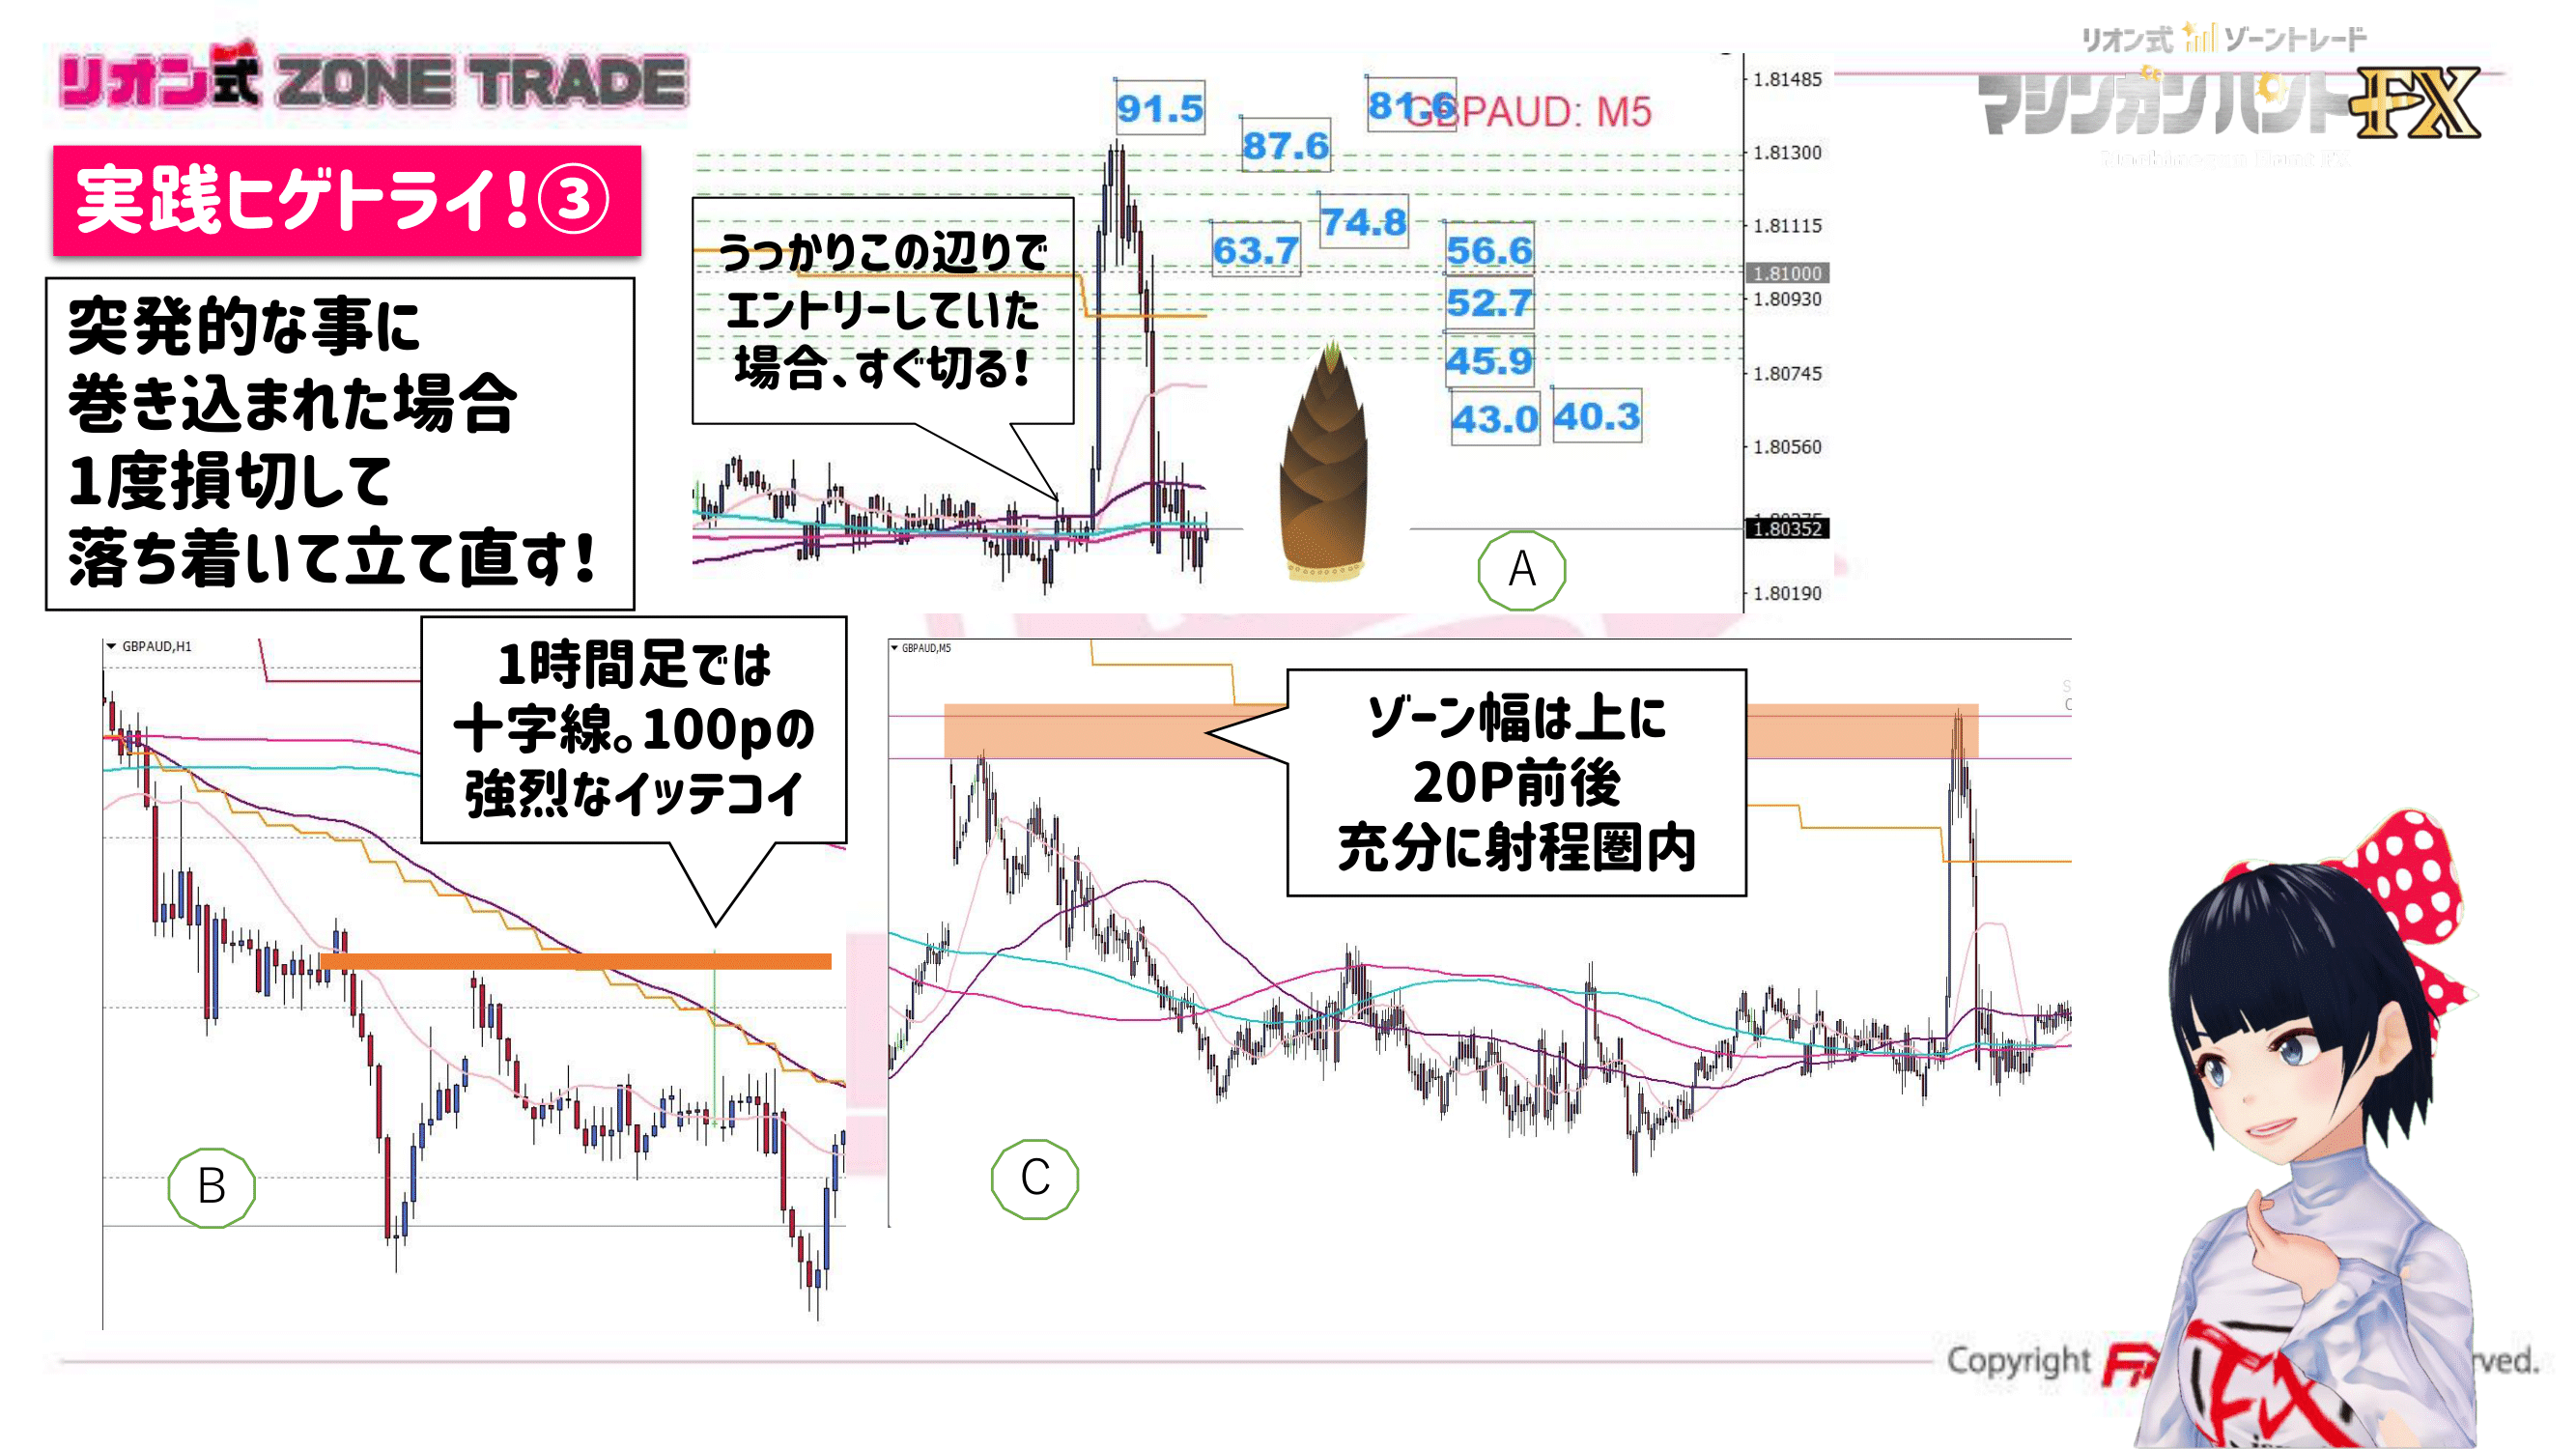 リオン式 ZONE TRADE
リオン式 ゾーントレード
マシンガンハントFX
実践ヒゲトライ!③
突発的な事に
巻き込まれた場合
1度損切して
落ち着いて立て直す!
うっかりこの辺りで
エントリーしていた
場合、すぐ切る!
GBPAUD: M5
91.5
87.6
81.6
74.8
63.7
56.6
52.7
45.9
43.0
40.3
1.81485
1.81300
1.81115
1.81000
1.80930
1.80745
1.80560
1.80352
1.80190
A
GBPAUD,H1
1時間足では
十字線。100pの
強烈なイッテコイ
B
GBPAUD,M5
ゾーン幅は上に
20P前後
充分に射程圏内
C
Copyright
FX